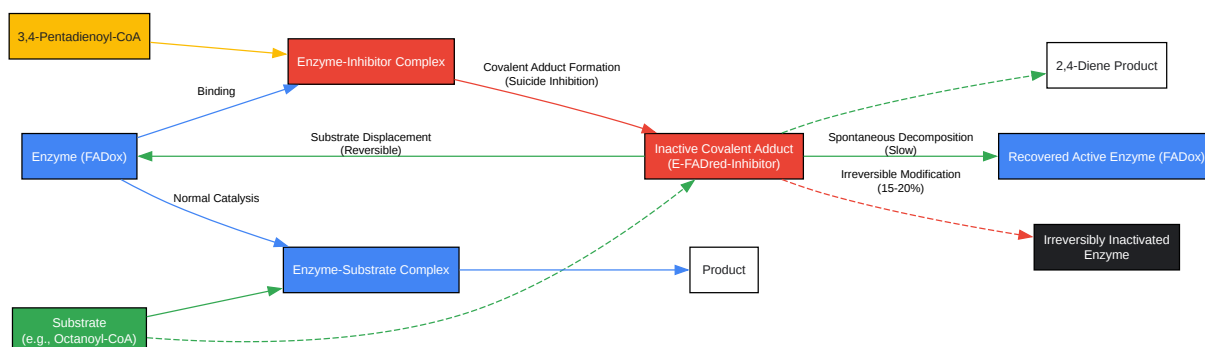 3,4-Pentadienoyl-CoA
Enzyme-Inhibitor Complex
Covalent Adduct Formation
(Suicide Inhibition)
2,4-Diene Product
Binding
Enzyme (FADox)
Substrate Displacement
(Reversible)
Inactive Covalent Adduct
(E-FADred-Inhibitor)
Spontaneous Decomposition
(Slow)
Recovered Active Enzyme (FADox)
Irreversible Modification
(15-20%)
Normal Catalysis
Irreversibly Inactivated
Enzyme
Enzyme-Substrate Complex
Product
Substrate
(e.g., Octanoyl-CoA)